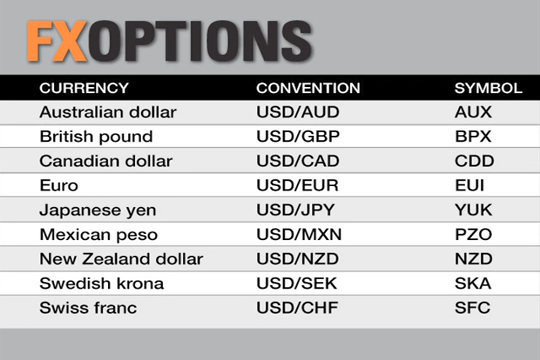 FXOPTIONS
CURRENCY CONVENTION SYMBOL
Australian dollar USD/AUD AUX
British pound USD/GBP BPX
Canadian dollar USD/CAD CDD
Euro USD/EUR EUI
Japanese yen USD/JPY YUK
Mexican peso USD/MXN PZO
New Zealand dollar USD/NZD NZD
Swedish krona USD/SEK SKA
Swiss franc USD/CHF SFC